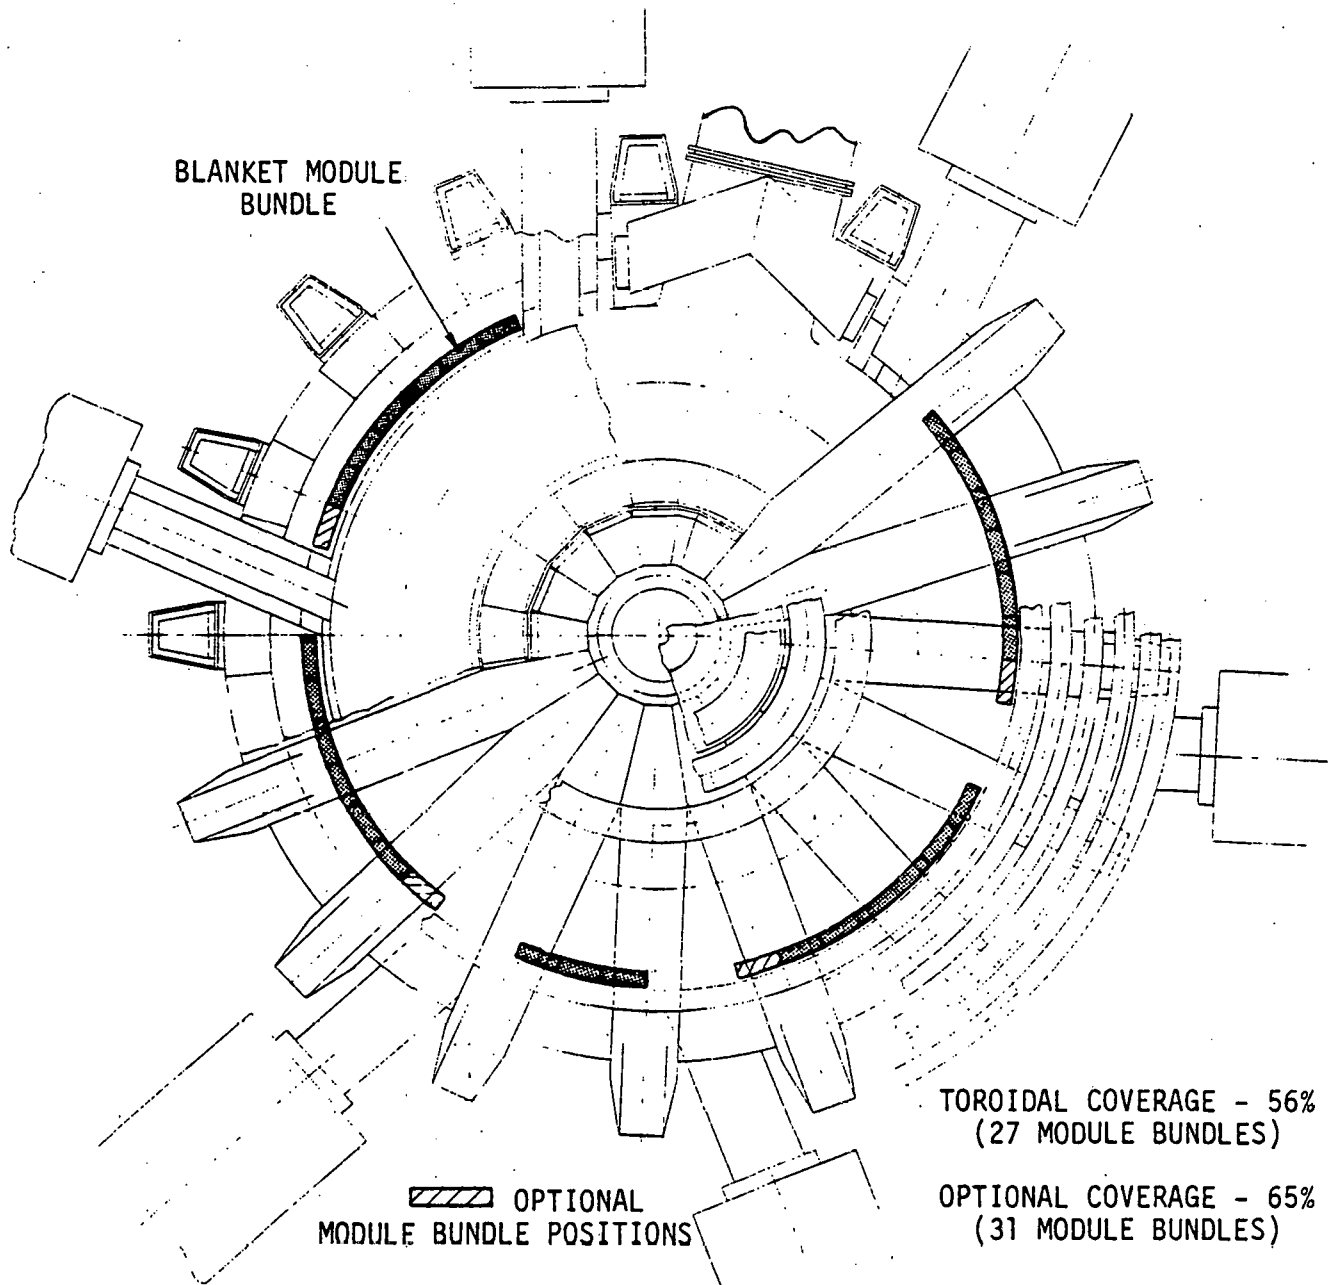 BLANKET MODULE
BUNDLE
TOROIDAL COVERAGE - 56%
(27 MODULE BUNDLES)
OPTIONAL
MODULE BUNDLE POSITIONS
OPTIONAL COVERAGE - 65%
(31 MODULE BUNDLES)